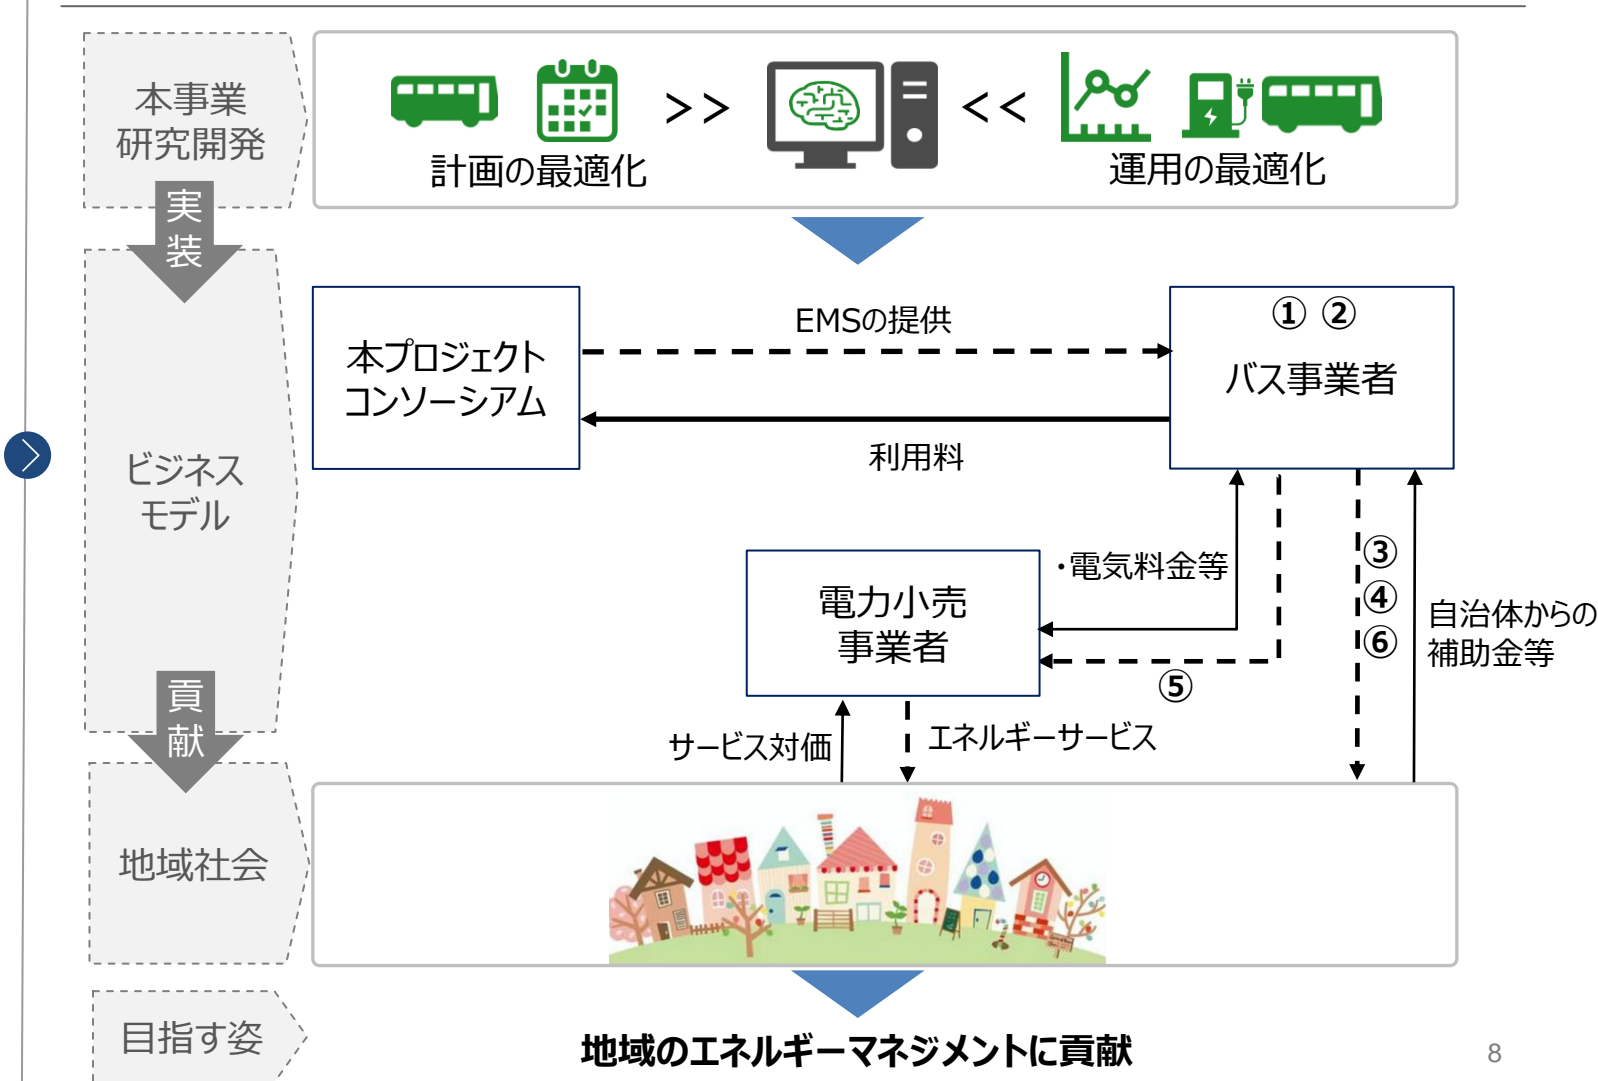 本事業
研究開発
計画の最適化
>>
<<
運用の最適化
実
装
ビジネス
モデル
本プロジェクト
コンソーシアム
EMSの提供
利用料
① ②
バス事業者
・電気料金等
電力小売
事業者
③
④
⑥
⑤
自治体からの
補助金等
サービス対価
エネルギーサービス
貢
献
地域社会
目指す姿
地域のエネルギーマネジメントに貢献
8